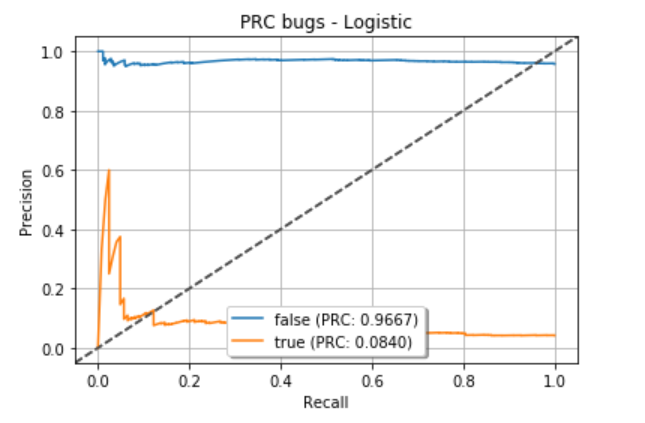 PRC bugs - Logistic
1.0
0.8
0.6
0.4
0.2
0.0
Precision
false (PRC: 0.9667)
true (PRC: 0.0840)
0.0 0.2 0.4 0.6 0.8 1.0
Recall